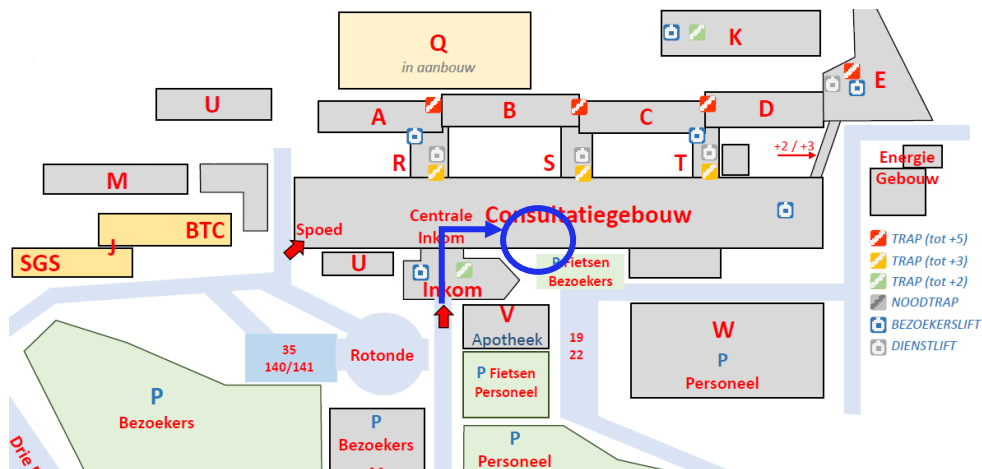 Q
in aanbouw
K
E
U
A
B
C
D
R
S
T
+2 / +3
Energie
Gebouw
M
BTC
J
SGS
Spoed
Centrale
Inkom
Consultatiegebouw
U
Inkom
P Fietsen
Bezoekers
TRAP (tot +5)
TRAP (tot +3)
TRAP (tot +2)
NOODTRAP
BEZOEKERSLIFT
DIENSTLIFT
V
Apotheek
19
22
W
P
Personeel
35
140/141
Rotonde
P Fietsen
Personeel
P
Bezoekers
P
Bezoekers
P
Personeel
Drie